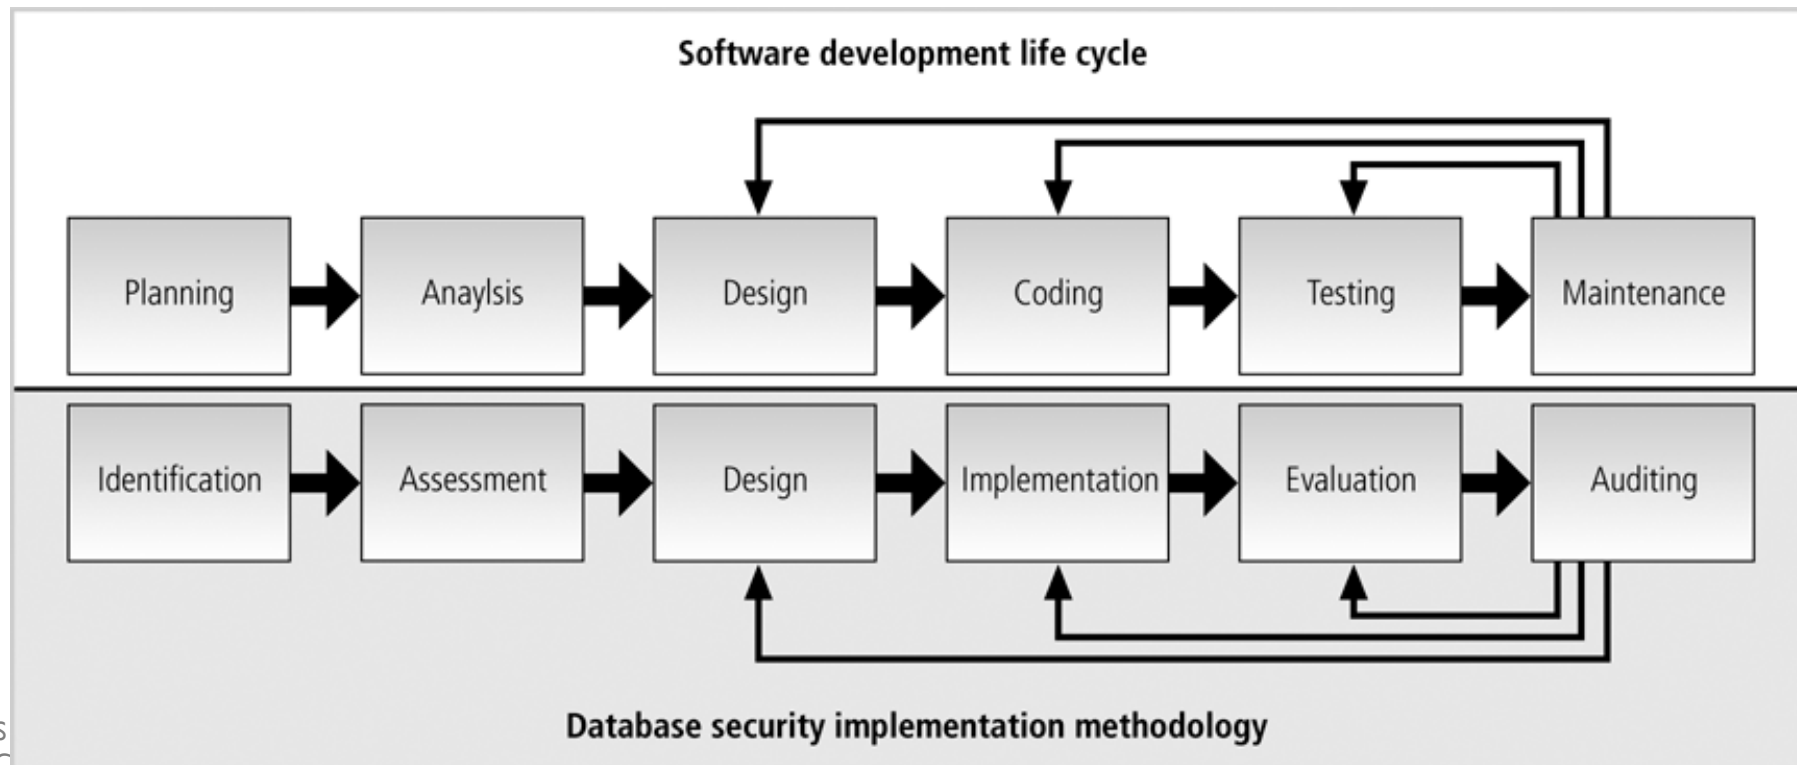 Software development life cycle
Planning
Anaylsis
Design
Coding
Testing
Maintenance
Identification
Assessment
Design
Implementation
Evaluation
Auditing
Database security implementation methodology